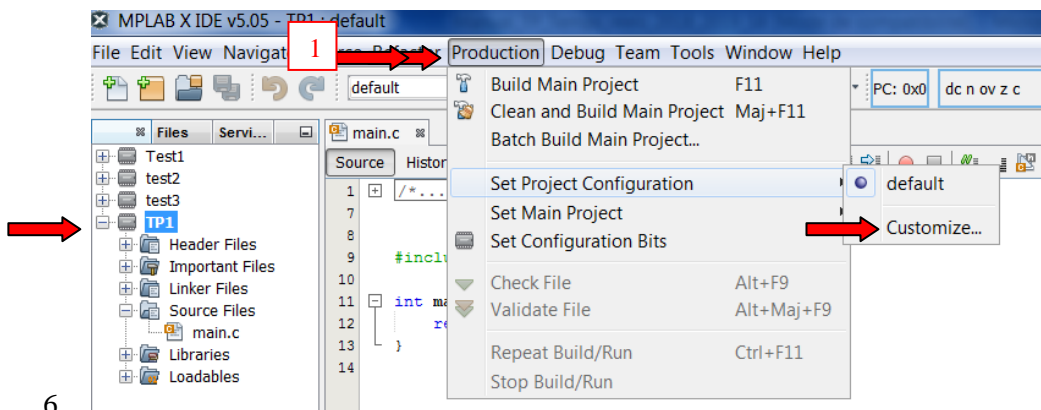 MPLAB X IDE v5.05 - TP1 : default
File Edit View Navigat Refactor Production Debug Team Tools Window Help
1
default
PC: 0x0 dc n ov z c
Build Main Project F11
Clean and Build Main Project Maj+F11
Batch Build Main Project...
Set Project Configuration
default
Set Main Project
Customize...
Set Configuration Bits
Check File Alt+F9
Validate File Alt+Maj+F9
Repeat Build/Run Ctrl+F11
Stop Build/Run
Files Servi...
Test1
test2
test3
TP1
Header Files
Important Files
Linker Files
Source Files
main.c
Libraries
Loadables
main.c
Source Histor
1 /*...
7
8
9 #inclu
10
11 int ma
12 re
13 }
14
6